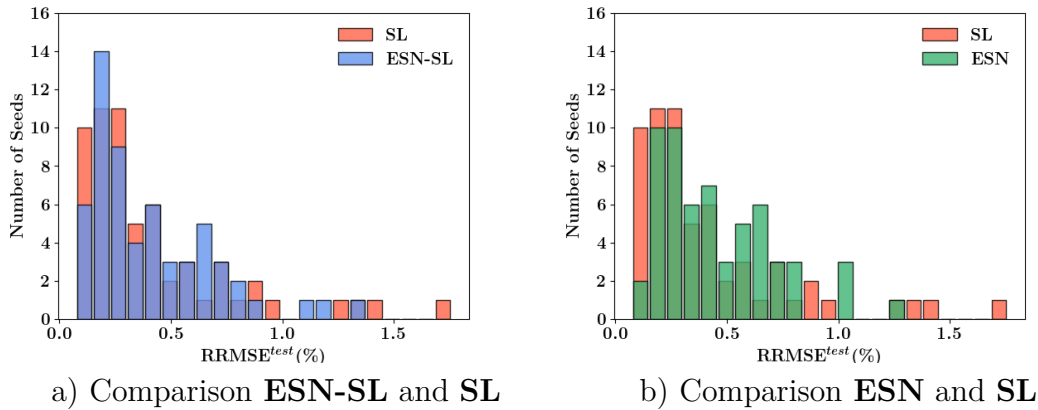 16
14
12
10
8
6
4
2
0
Number of Seeds
SL
ESN-SL
0.0 0.5 1.0 1.5
RRMSE^{test}(%)
a) Comparison ESN-SL and SL
16
14
12
10
8
6
4
2
0
Number of Seeds
SL
ESN
0.0 0.5 1.0 1.5
RRMSE^{test}(%)
b) Comparison ESN and SL